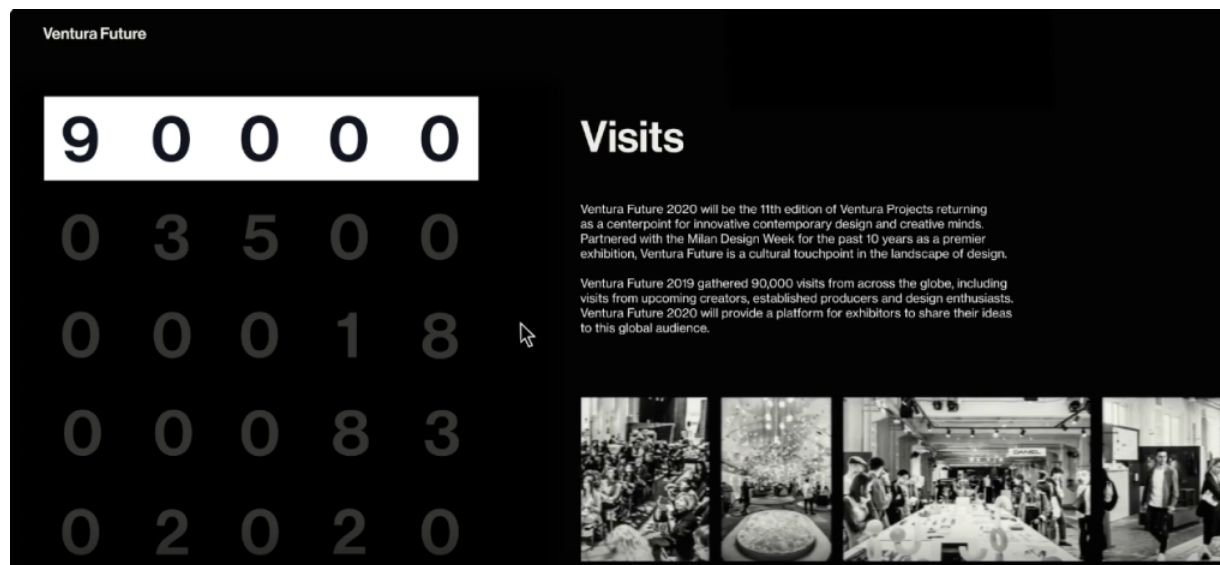 Ventura Future
9 0 0 0 0
0 3 5 0 0
0 0 0 1 8
0 0 0 8 3
0 2 0 2 0
Visits
Ventura Future 2020 will be the 11th edition of Ventura Projects returning
as a centerpoint for innovative contemporary design and creative minds.
Partnered with the Milan Design Week for the past 10 years as a premier
exhibition, Ventura Future is a cultural touchpoint in the landscape of design.
Ventura Future 2019 gathered 90,000 visits from across the globe, including
visits from upcoming creators, established producers and design enthusiasts.
Ventura Future 2020 will provide a platform for exhibitors to share their ideas
to this global audience.